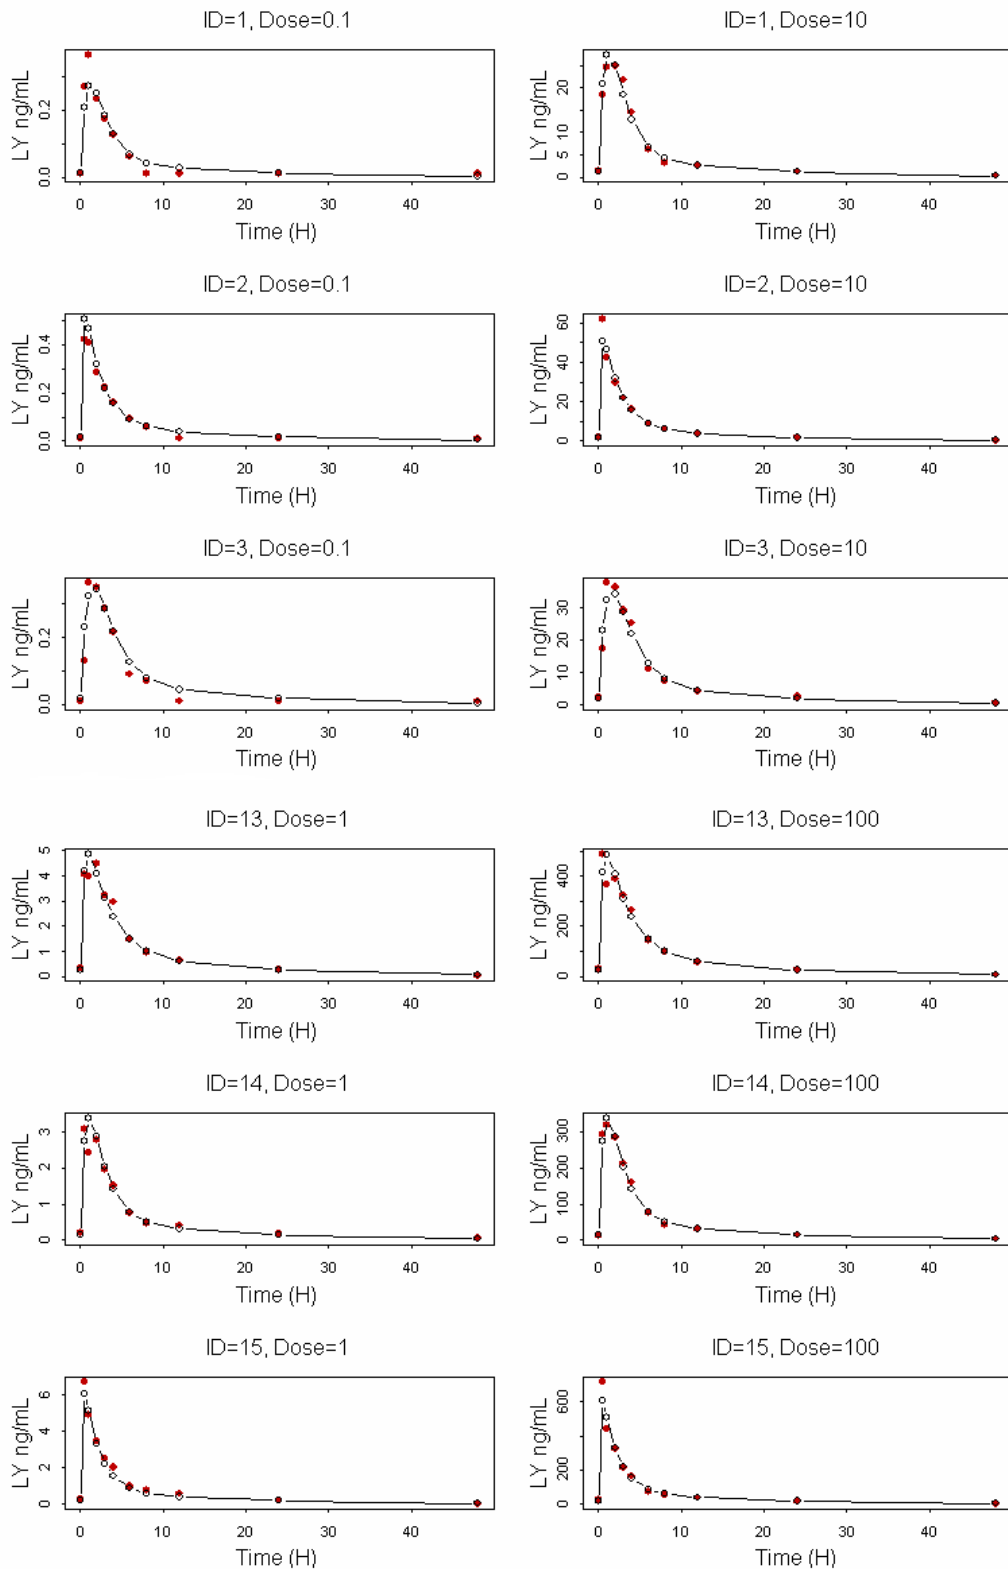 ID=1, Dose=0.1
LY ng/mL
0.2
0.0
0 10 20 30 40
Time (H)
ID=1, Dose=10
LY ng/mL
20
10
5
0
0 10 20 30 40
Time (H)
ID=2, Dose=0.1
LY ng/mL
0.4
0.2
0.0
0 10 20 30 40
Time (H)
ID=2, Dose=10
LY ng/mL
60
40
20
0
0 10 20 30 40
Time (H)
ID=3, Dose=0.1
LY ng/mL
0.2
0.0
0 10 20 30 40
Time (H)
ID=3, Dose=10
LY ng/mL
30
20
10
0
0 10 20 30 40
Time (H)
ID=13, Dose=1
LY ng/mL
5
4
3
2
1
0
0 10 20 30 40
Time (H)
ID=13, Dose=100
LY ng/mL
400
200
0
0 10 20 30 40
Time (H)
ID=14, Dose=1
LY ng/mL
3
2
1
0
0 10 20 30 40
Time (H)
ID=14, Dose=100
LY ng/mL
300
200
100
0
0 10 20 30 40
Time (H)
ID=15, Dose=1
LY ng/mL
6
4
2
0
0 10 20 30 40
Time (H)
ID=15, Dose=100
LY ng/mL
600
200
0
0 10 20 30 40
Time (H)